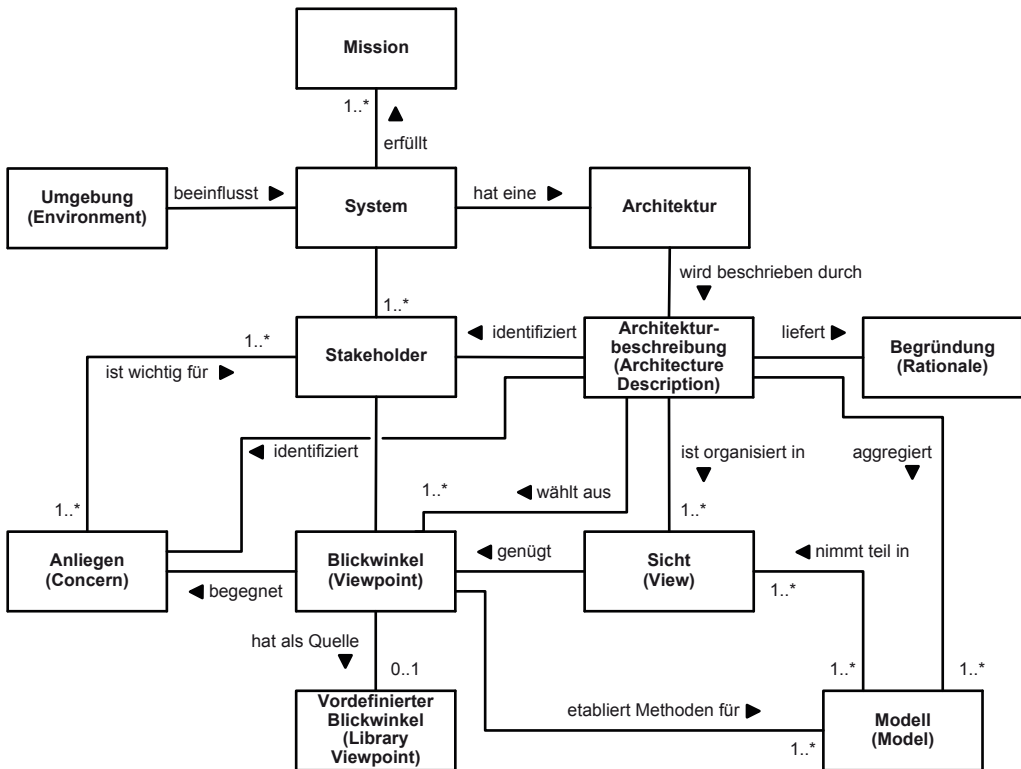 Mission
1..*
erfüllt
Umgebung
(Environment)
beeinflusst
System
hat eine
Architektur
wird beschrieben durch
1..*
1..*
Stakeholder
identifiziert
Architektur-
beschreibung
(Architecture
Description)
liefert
Begründung
(Rationale)
ist wichtig für
identifiziert
ist organisiert in
aggregiert
1..*
wählt aus
1..*
1..*
Anliegen
(Concern)
begegnet
Blickwinkel
(Viewpoint)
genügt
Sicht
(View)
nimmt teil in
1..*
hat als Quelle
0..1
1..*
1..*
Vordefinierter
Blickwinkel
(Library
Viewpoint)
etabliert Methoden für
1..*
Modell
(Model)